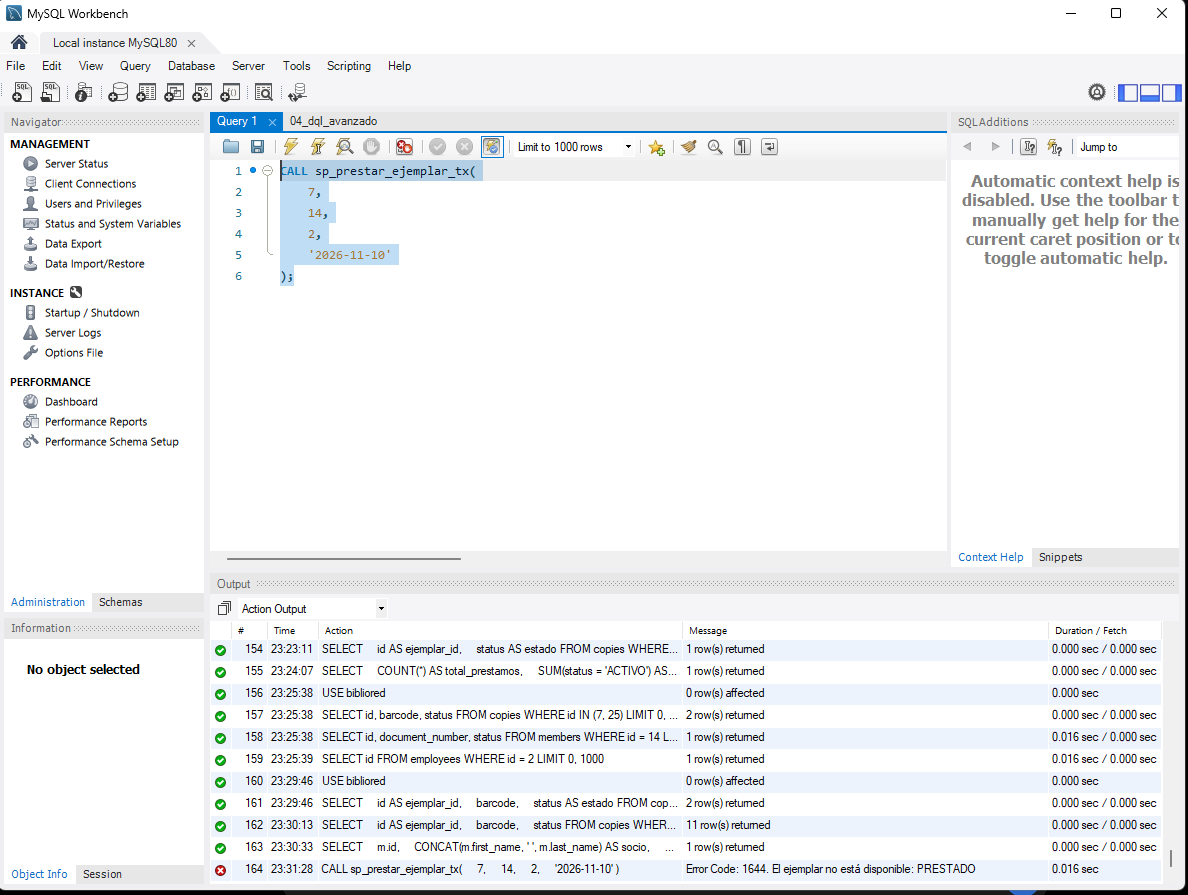 MySQL Workbench
Local instance MySQL80
File Edit View Query Database Server Tools Scripting Help
Navigator
MANAGEMENT
Server Status
Client Connections
Users and Privileges
Status and System Variables
Data Export
Data Import/Restore
INSTANCE
Startup / Shutdown
Server Logs
Options File
PERFORMANCE
Dashboard
Performance Reports
Performance Schema Setup
Administration Schemas
Information
No object selected
Object Info Session
Query 1 04_dql_avanzado
Limit to 1000 rows
1 CALL sp_prestar_ejemplar_tx(
2 7,
3 14,
4 2,
5 '2026-11-10'
6 );
SQLAdditions
Jump to
Automatic context help is
disabled. Use the toolbar t
manually get help for the
current caret position or to
toggle automatic help.
Context Help Snippets
Output
Action Output
# Time Action Message Duration / Fetch
154 23:23:11 SELECT id AS ejemplar_id, status AS estado FROM copies WHERE... 1 row(s) returned 0.000 sec / 0.000 sec
155 23:24:07 SELECT COUNT(*) AS total_prestamos, SUM(status = 'ACTIVO') AS... 1 row(s) returned 0.000 sec / 0.000 sec
156 23:25:38 USE bibliored 0 row(s) affected 0.000 sec
157 23:25:38 SELECT id, barcode, status FROM copies WHERE id IN (7, 25) LIMIT 0, ... 2 row(s) returned 0.000 sec / 0.000 sec
158 23:25:38 SELECT id, document_number, status FROM members WHERE id = 14 L... 1 row(s) returned 0.016 sec / 0.000 sec
159 23:25:39 SELECT id FROM employees WHERE id = 2 LIMIT 0, 1000 1 row(s) returned 0.016 sec / 0.000 sec
160 23:29:46 USE bibliored 0 row(s) affected 0.000 sec
161 23:29:46 SELECT id AS ejemplar_id, barcode, status AS estado FROM cop... 2 row(s) returned 0.000 sec / 0.000 sec
162 23:30:13 SELECT id AS ejemplar_id, barcode, status FROM copies WHER... 11 row(s) returned 0.000 sec / 0.000 sec
163 23:30:33 SELECT m.id, CONCAT(m.first_name, ' ', m.last_name) AS socio, ... 1 row(s) returned 0.000 sec / 0.000 sec
164 23:31:28 CALL sp_prestar_ejemplar_tx( 7, 14, 2, '2026-11-10' ) Error Code: 1644. El ejemplar no está disponible: PRESTADO 0.016 sec